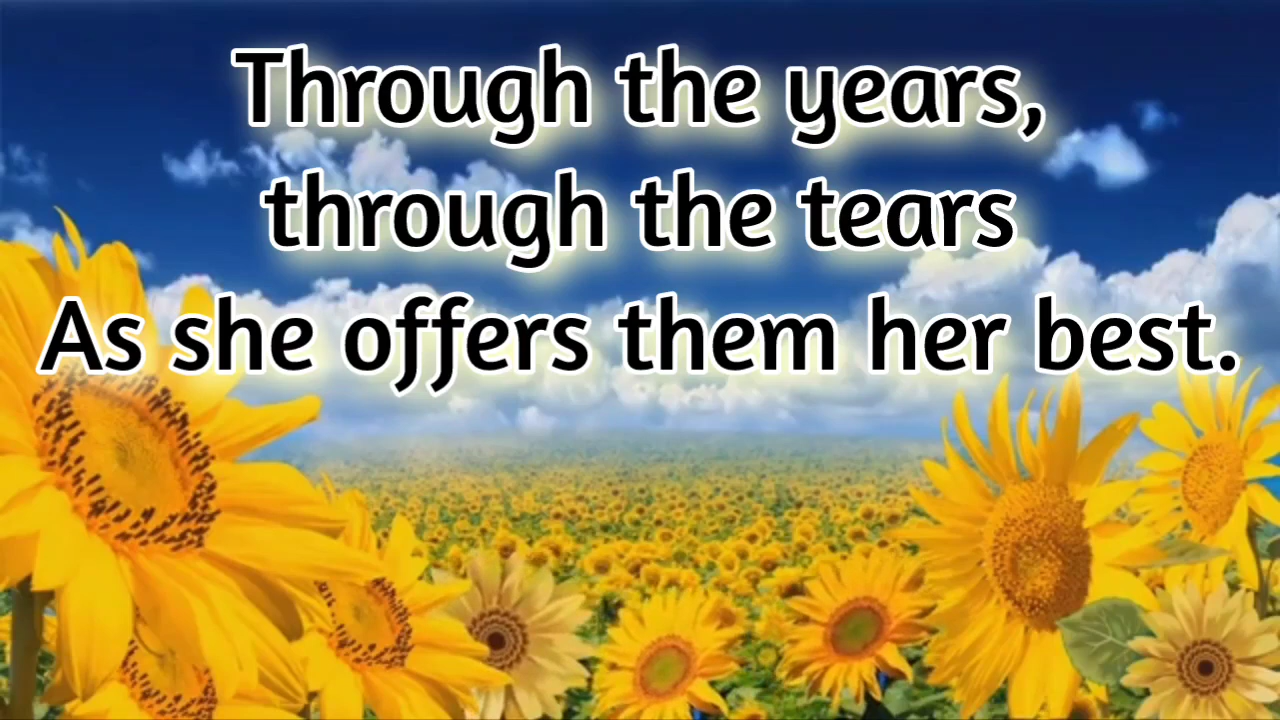 Through the years,
through the tears
As she offers them her best.